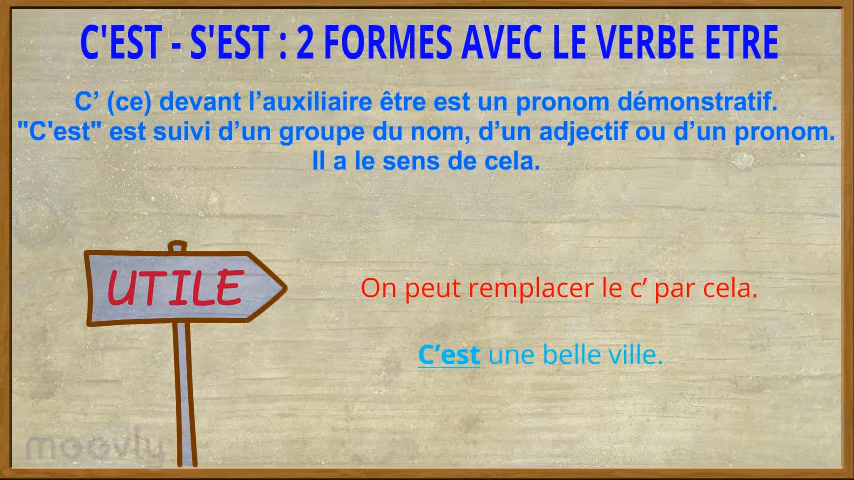 C'EST - S'EST : 2 FORMES AVEC LE VERBE ETRE
C’ (ce) devant l’auxiliaire être est un pronom démonstratif.
"C'est" est suivi d’un groupe du nom, d’un adjectif ou d’un pronom.
Il a le sens de cela.
UTILE
On peut remplacer le c’ par cela.
C’est une belle ville.
moovly